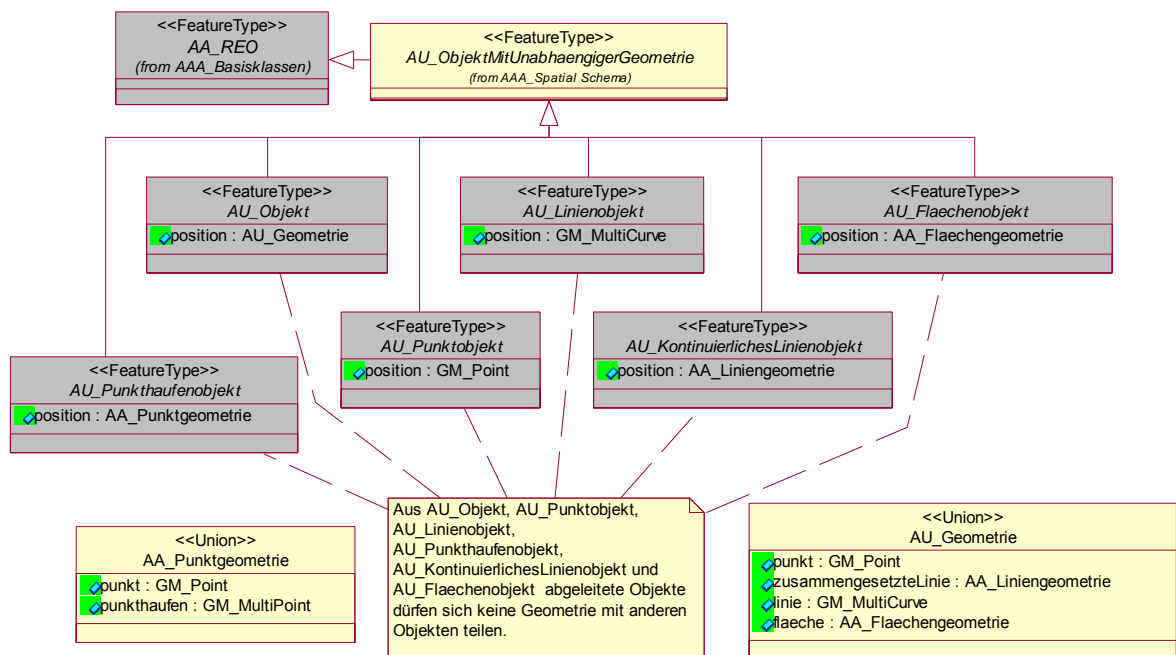 <<FeatureType>>
AA_REO
(from AAA_Basisklassen)
<<FeatureType>>
AU_ObjektMitUnabhaengigerGeometrie
(from AAA_Spatial Schema)
<<FeatureType>>
AU_Objekt
position : AU_Geometrie
<<FeatureType>>
AU_Linienobjekt
position : GM_MultiCurve
<<FeatureType>>
AU_Flaechenobjekt
position : AA_Flaechengeometrie
<<FeatureType>>
AU_Punkthaufenobjekt
position : AA_Punktgeometrie
<<FeatureType>>
AU_Punktobjekt
position : GM_Point
<<FeatureType>>
AU_KontinuierlichesLinienobjekt
position : AA_Liniengeometrie
<<Union>>
AA_Punktgeometrie
punkt : GM_Point
punkthaufen : GM_MultiPoint
Aus AU_Objekt, AU_Punktobjekt,
AU_Linienobjekt,
AU_Punkthaufenobjekt,
AU_KontinuierlichesLinienobjekt und
AU_Flaechenobjekt abgeleitete Objekte
dürfen sich keine Geometrie mit anderen
Objekten teilen.
<<Union>>
AU_Geometrie
punkt : GM_Point
zusammengesetzteLinie : AA_Liniengeometrie
linie : GM_MultiCurve
flaeche : AA_Flaechengeometrie